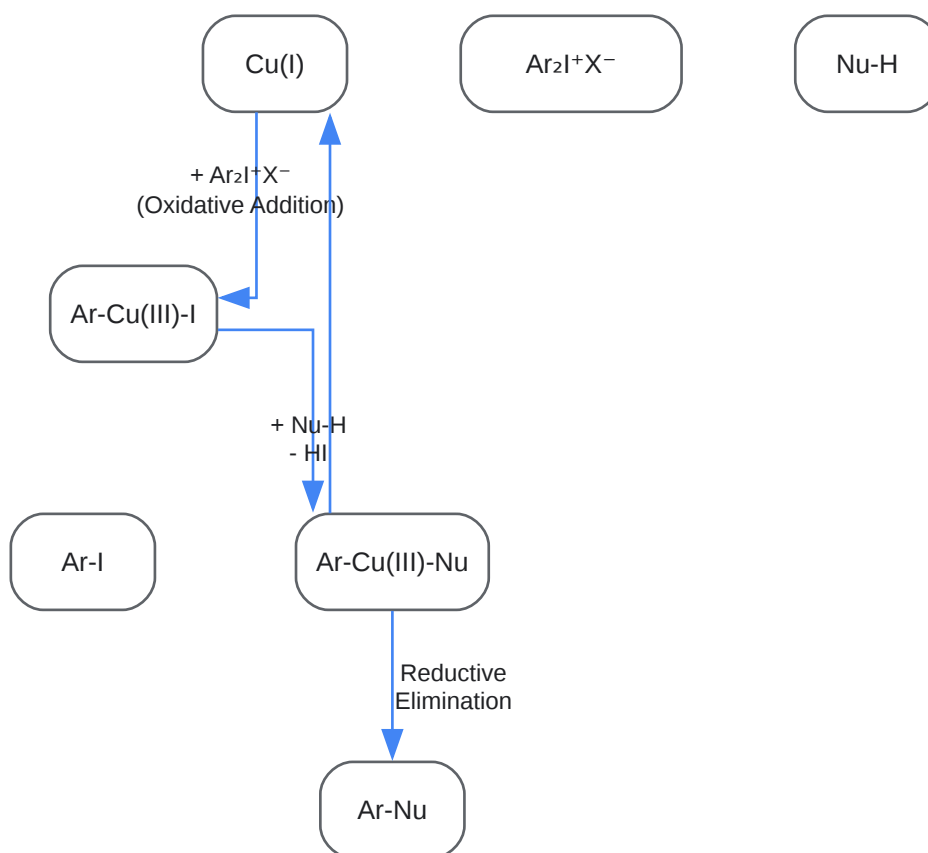 Cu(I)
Ar₂I⁺X⁻
Nu-H
+ Ar₂I⁺X⁻
(Oxidative Addition)
Ar-Cu(III)-I
+ Nu-H
- HI
Ar-I
Ar-Cu(III)-Nu
Reductive
Elimination
Ar-Nu